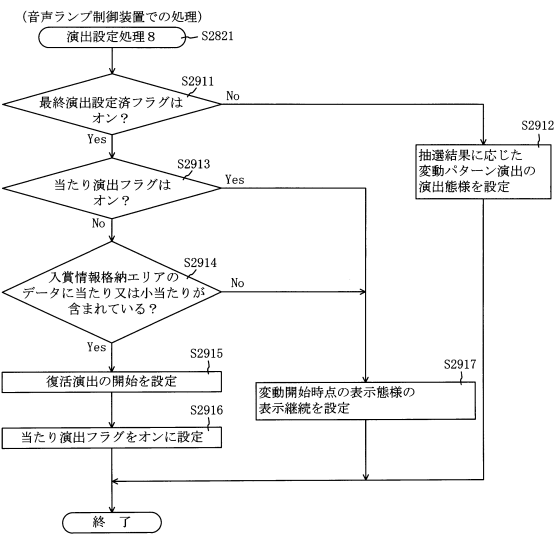 (音声ランプ制御装置での処理)
演出設定処理8
S2821
S2911
最終演出設定済フラグは
オン?
No
Yes
S2912
抽選結果に応じた
変動パターン演出の
演出態様を設定
S2913
当たり演出フラグは
オン?
Yes
No
S2914
入賞情報格納エリアの
データに当たり又は小当たりが
含まれている?
No
Yes
S2915
復活演出の開始を設定
S2917
変動開始時点の表示態様の
表示継続を設定
S2916
当たり演出フラグをオンに設定
終 了